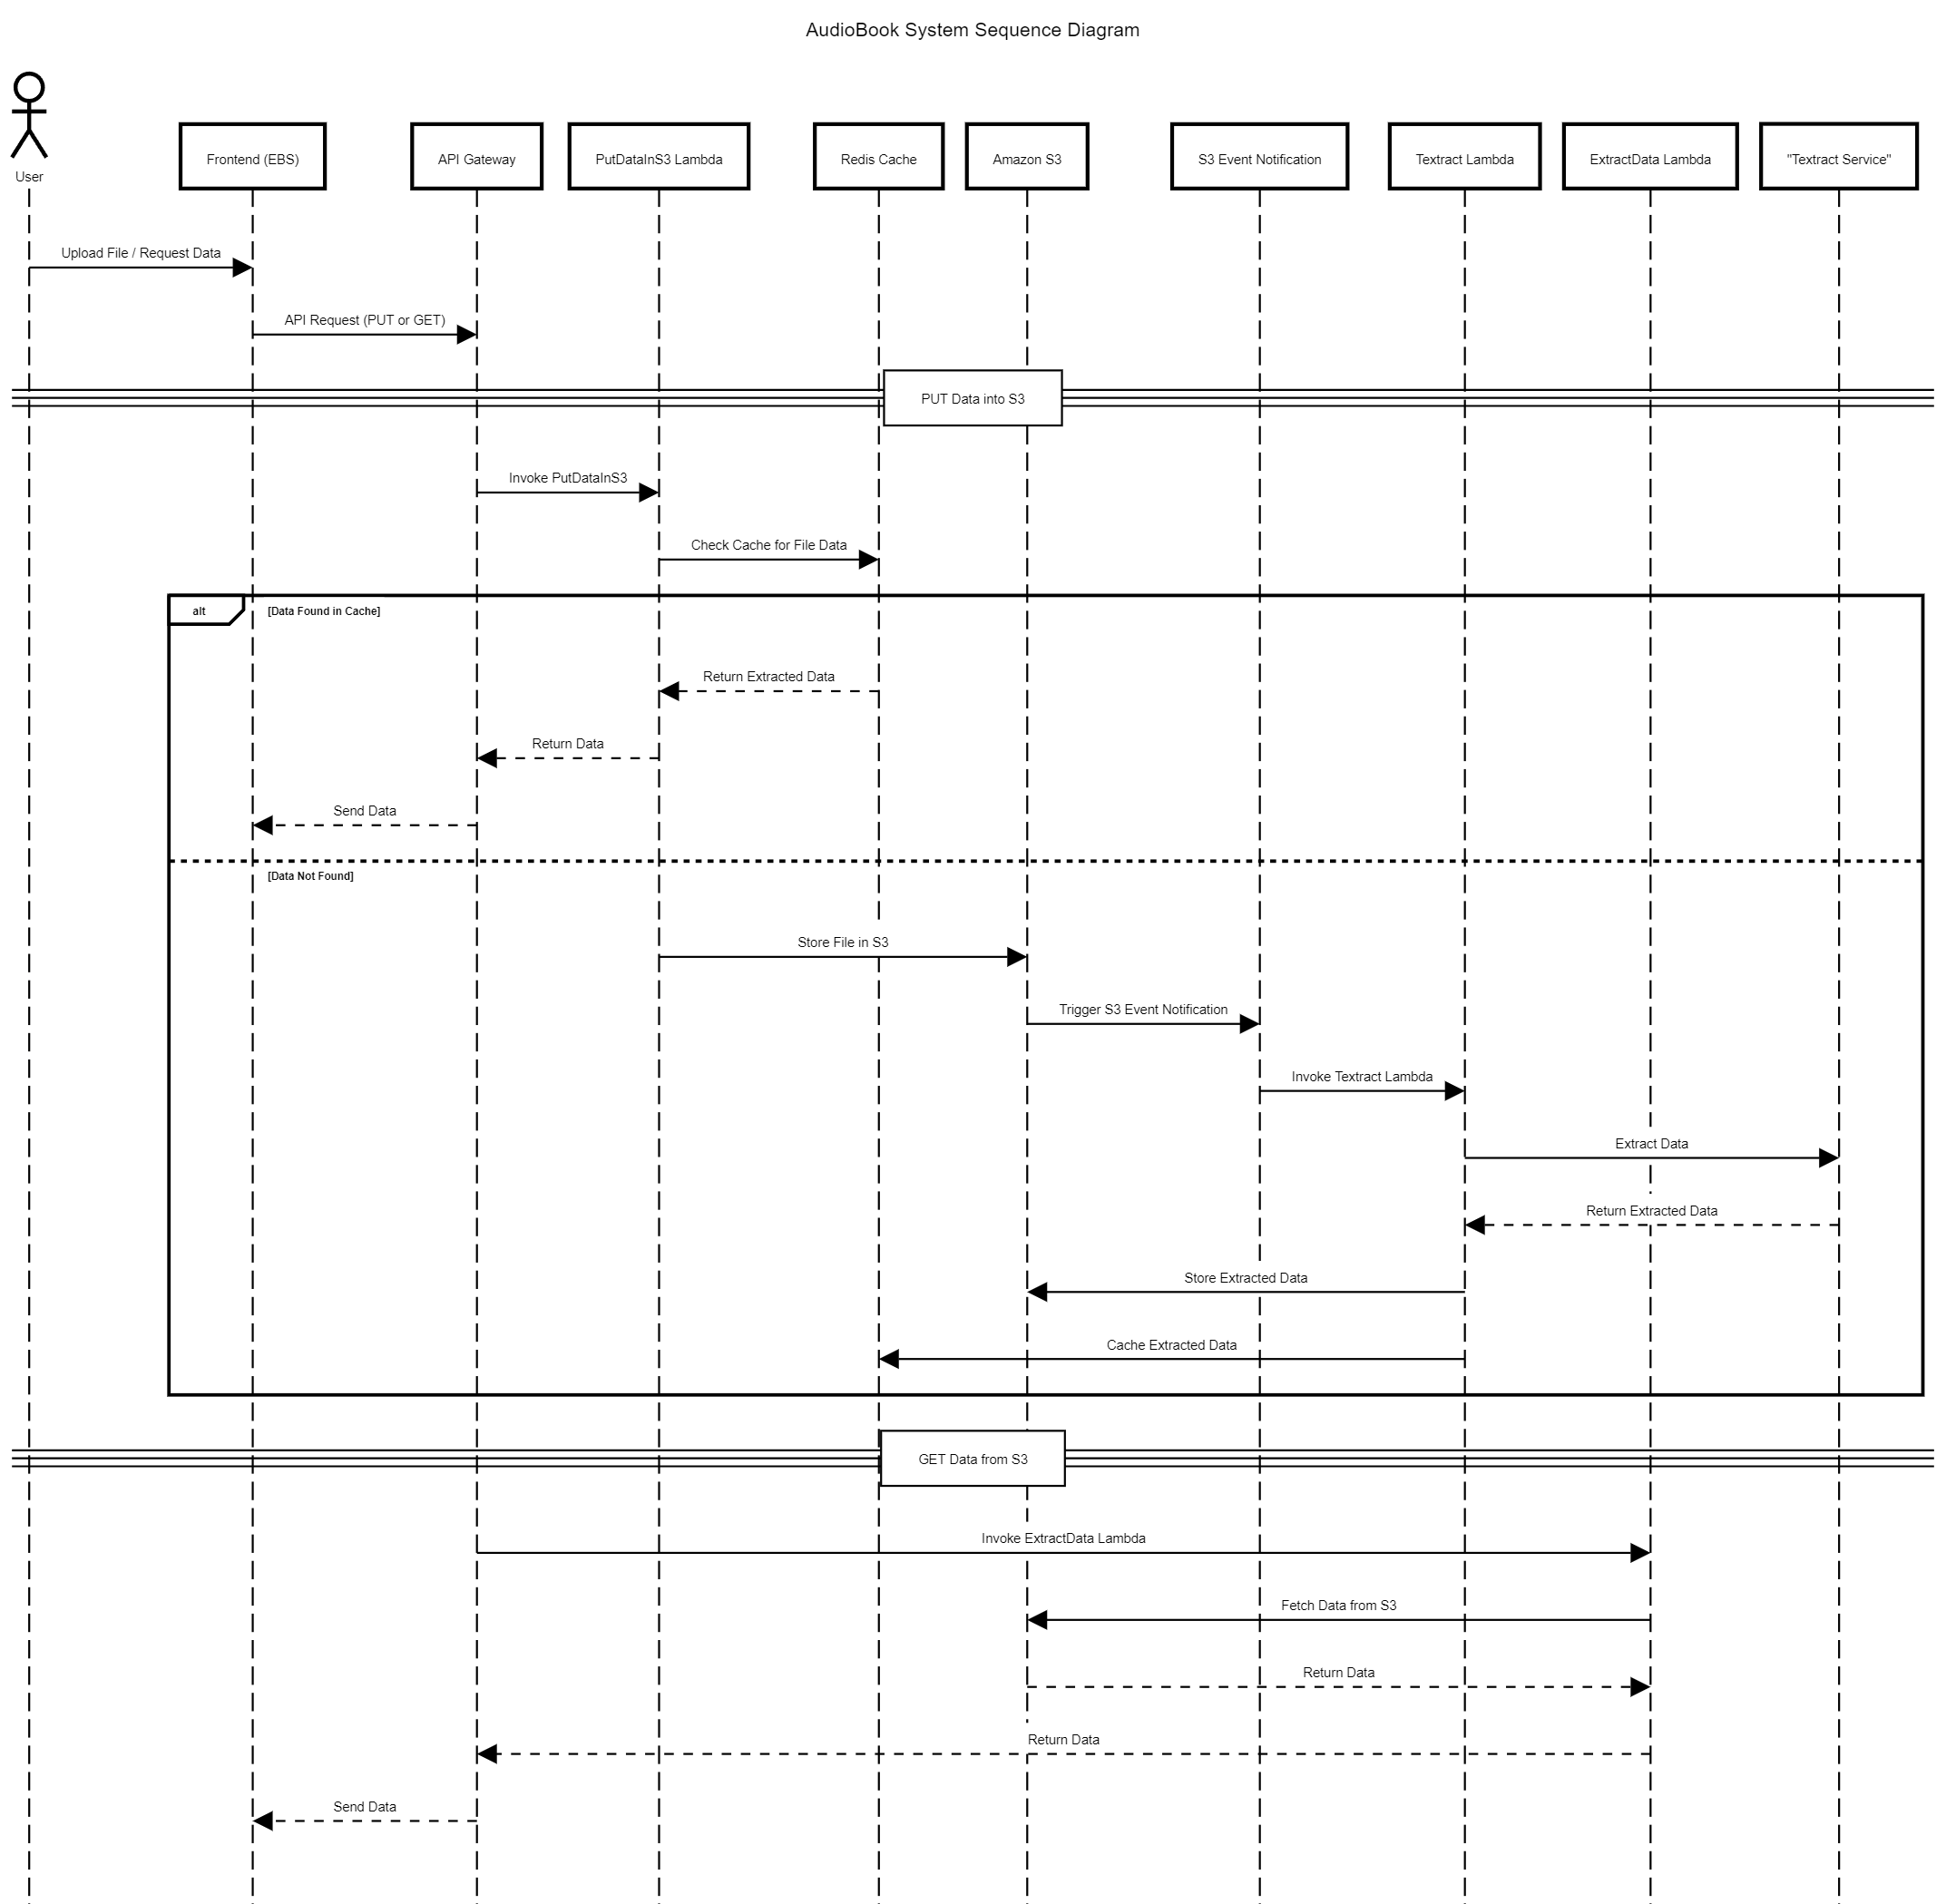 AudioBook System Sequence Diagram
User
Frontend (EBS)
API Gateway
PutDataInS3 Lambda
Redis Cache
Amazon S3
S3 Event Notification
Textract Lambda
ExtractData Lambda
"Textract Service"
Upload File / Request Data
API Request (PUT or GET)
PUT Data into S3
Invoke PutDataInS3
Check Cache for File Data
alt
[Data Found in Cache]
Return Extracted Data
Return Data
Send Data
[Data Not Found]
Store File in S3
Trigger S3 Event Notification
Invoke Textract Lambda
Extract Data
Return Extracted Data
Store Extracted Data
Cache Extracted Data
GET Data from S3
Invoke ExtractData Lambda
Fetch Data from S3
Return Data
Return Data
Send Data